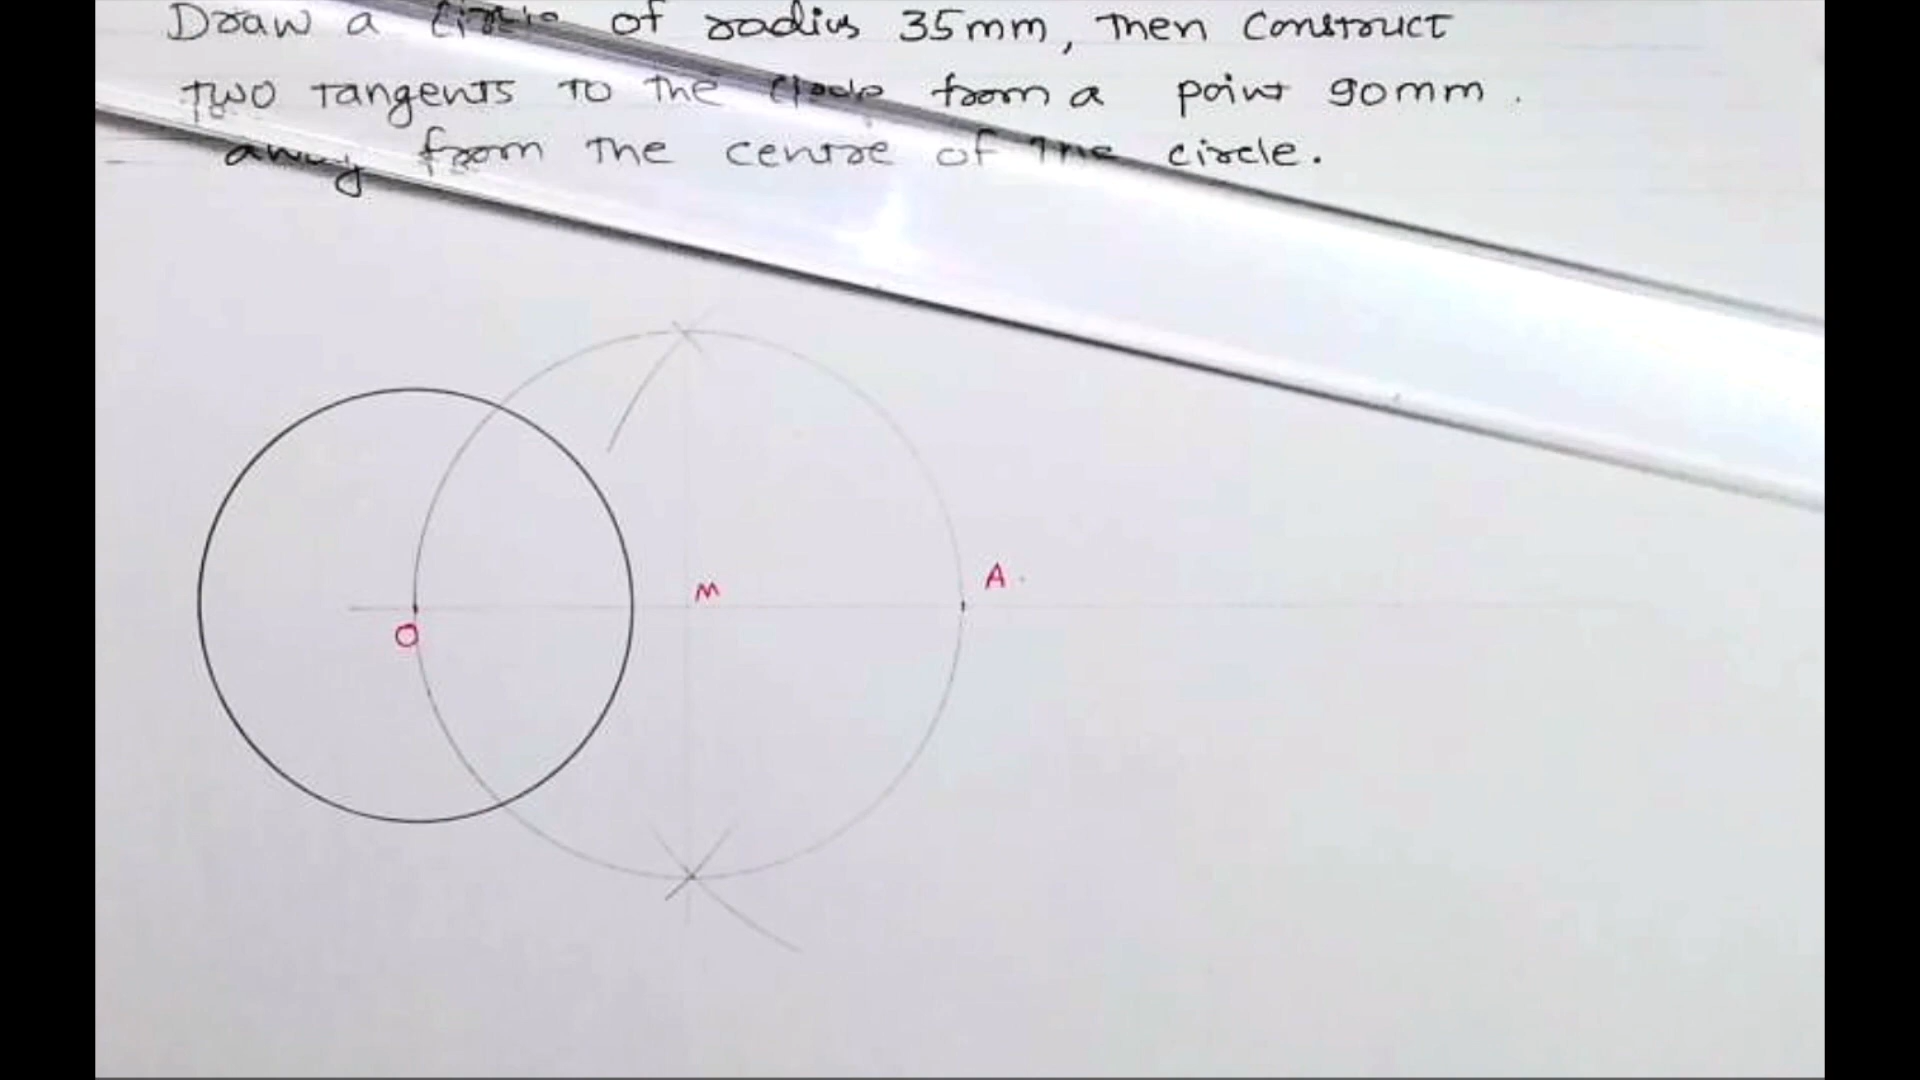 Draw a circle of radius 35mm, Then construct
two tangents to the circle from a point 90mm.
away from the centre of the circle.
M
A.
O